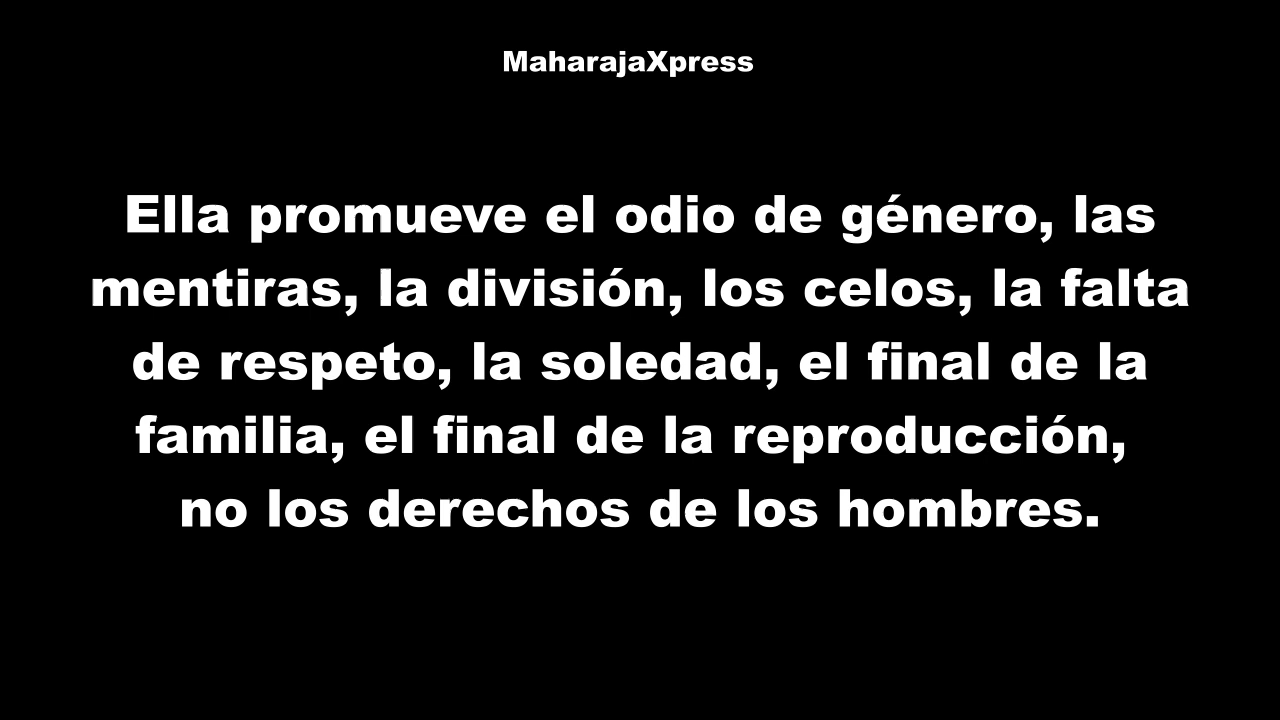 MaharajaXpress
Ella promueve el odio de género, las
mentiras, la división, los celos, la falta
de respeto, la soledad, el final de la
familia, el final de la reproducción,
no los derechos de los hombres.